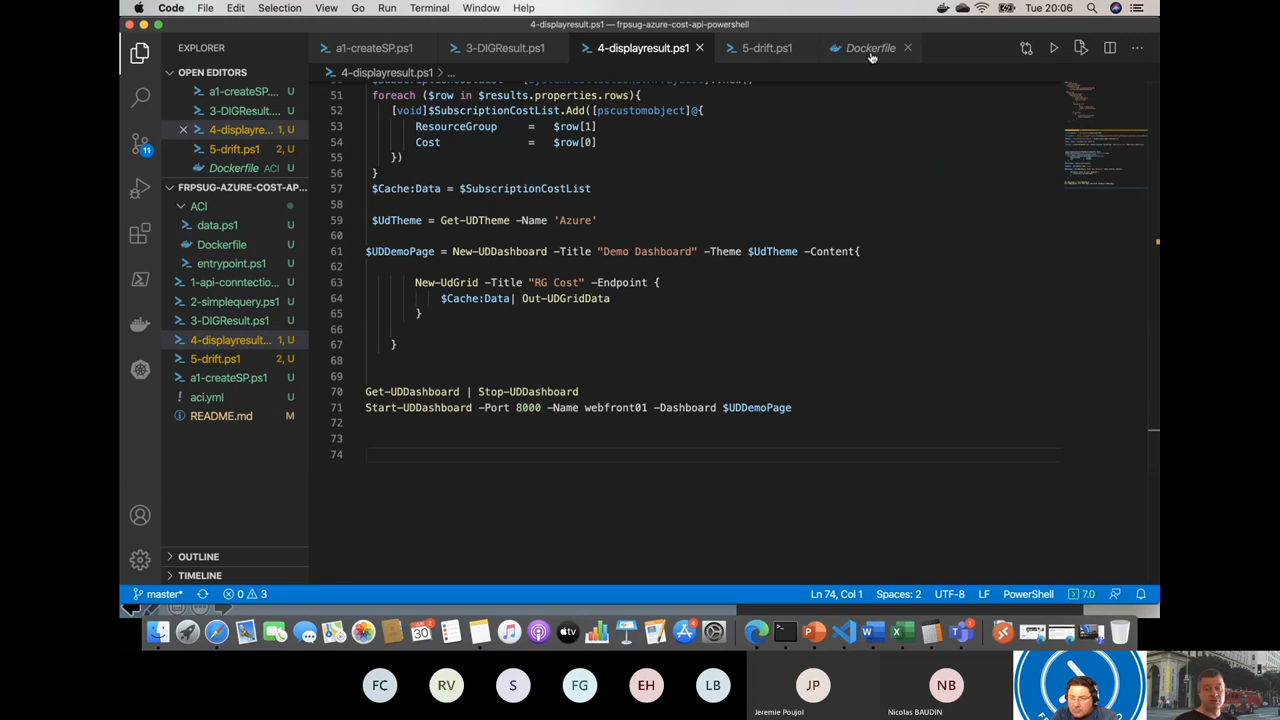 Code File Edit Selection View Go Run Terminal Window Help Tue 20:06
4-displayresult.ps1 — frpsug-azure-cost-api-powershell
EXPLORER
a1-createSP.ps1 3-DIGResult.ps1 4-displayresult.ps1 5-drift.ps1 Dockerfile
OPEN EDITORS
a1-createSP.... U
3-DIGResult.... U
4-displayre... 1, U
5-drift.ps1 2, U
Dockerfile ACI
FRPSUG-AZURE-COST-AP...
ACI
data.ps1 U
Dockerfile U
entrypoint.ps1 U
1-api-conntectio... U
2-simplequery.ps1 U
3-DIGResult.ps1 U
4-displayresult... 1, U
5-drift.ps1 2, U
a1-createSP.ps1 U
aci.yml U
README.md M
OUTLINE
TIMELINE
11
4-displayresult.ps1 > ...
51 foreach ($row in $results.properties.rows){
52 [void]$SubscriptionCostList.Add([pscustomobject]@{
53 ResourceGroup = $row[1]
54 Cost = $row[0]
55 })
56 }
57 $Cache:Data = $SubscriptionCostList
58
59 $UdTheme = Get-UDTheme -Name 'Azure'
60
61 $UDDemoPage = New-UDDashboard -Title "Demo Dashboard" -Theme $UdTheme -Content{
62
63 New-UdGrid -Title "RG Cost" -Endpoint {
64 $Cache:Data| Out-UDGridData
65 }
66
67 }
68
69
70 Get-UDDashboard | Stop-UDDashboard
71 Start-UDDashboard -Port 8000 -Name webfront01 -Dashboard $UDDemoPage
72
73
74
master* 0 3 Ln 74, Col 1 Spaces: 2 UTF-8 LF PowerShell 7.0
JUN
30
tv
FC RV S FG EH LB JP NB
Jeremie Poujol Nicolas BAUDIN